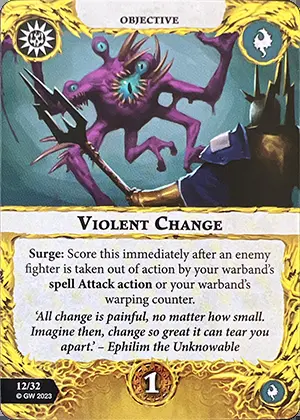 OBJECTIVE
VIOLENT CHANGE
Surge: Score this immediately after an enemy
fighter is taken out of action by your warband's
spell Attack action or your warband's
warping counter.
'All change is painful, no matter how small.
Imagine then, change so great it can tear you
apart.' – Ephilim the Unknowable
12/32
© GW 2023
1